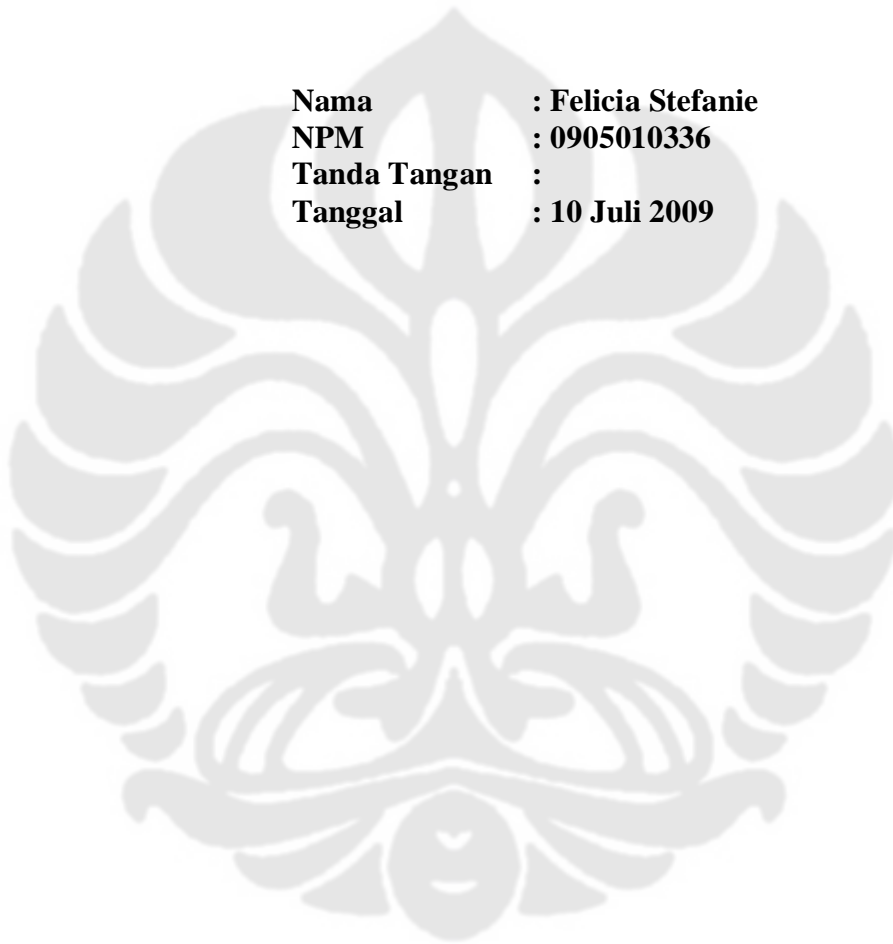 Nama : Felicia Stefanie
NPM : 0905010336
Tanda Tangan :
Tanggal : 10 Juli 2009